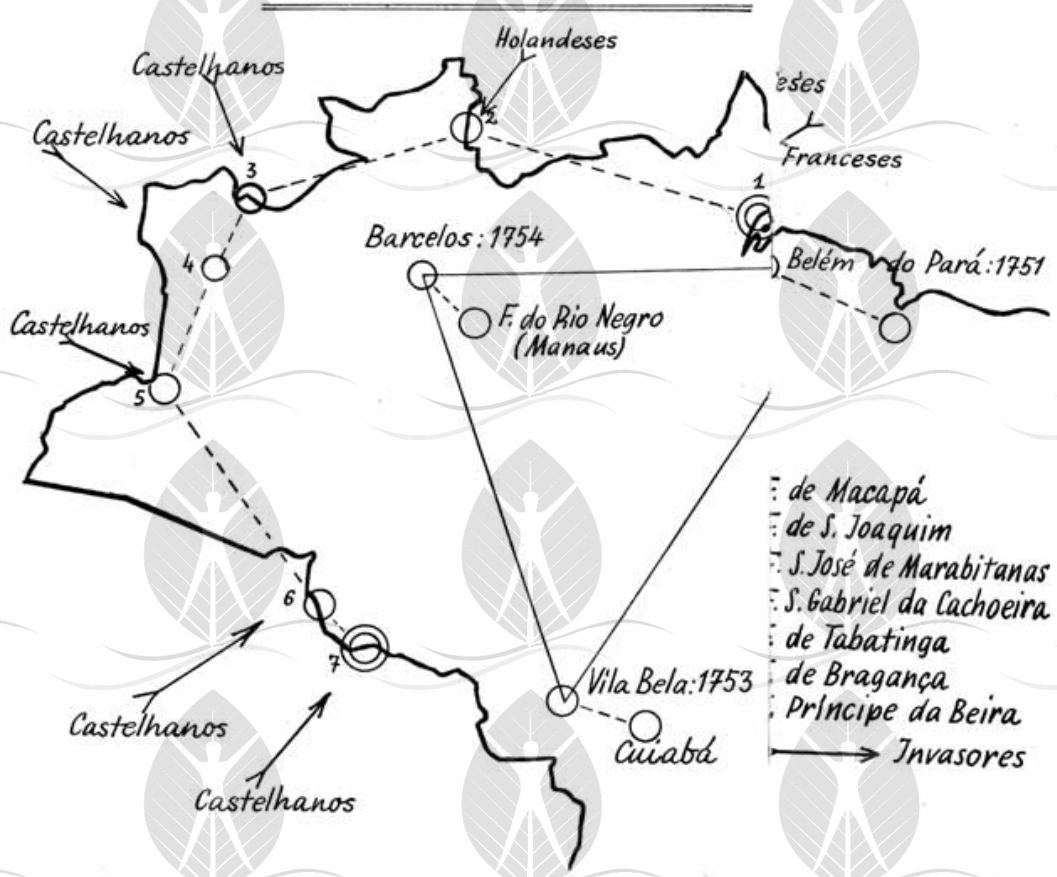 Holandeses
Castelhanos
eses
Castelhanos
Franceses
2
3
1
Barcelos: 1754
4
Belém do Pará: 1751
F. do Rio Negro
(Manaus)
Castelhanos
5
de Macapá
de S. Joaquim
S. José de Marabitanas
S. Gabriel da Cachoeira
de Tabatinga
de Bragança
Príncipe da Beira
6
7
Vila Bela: 1753
Cuiabá
Invasores
Castelhanos
Castelhanos